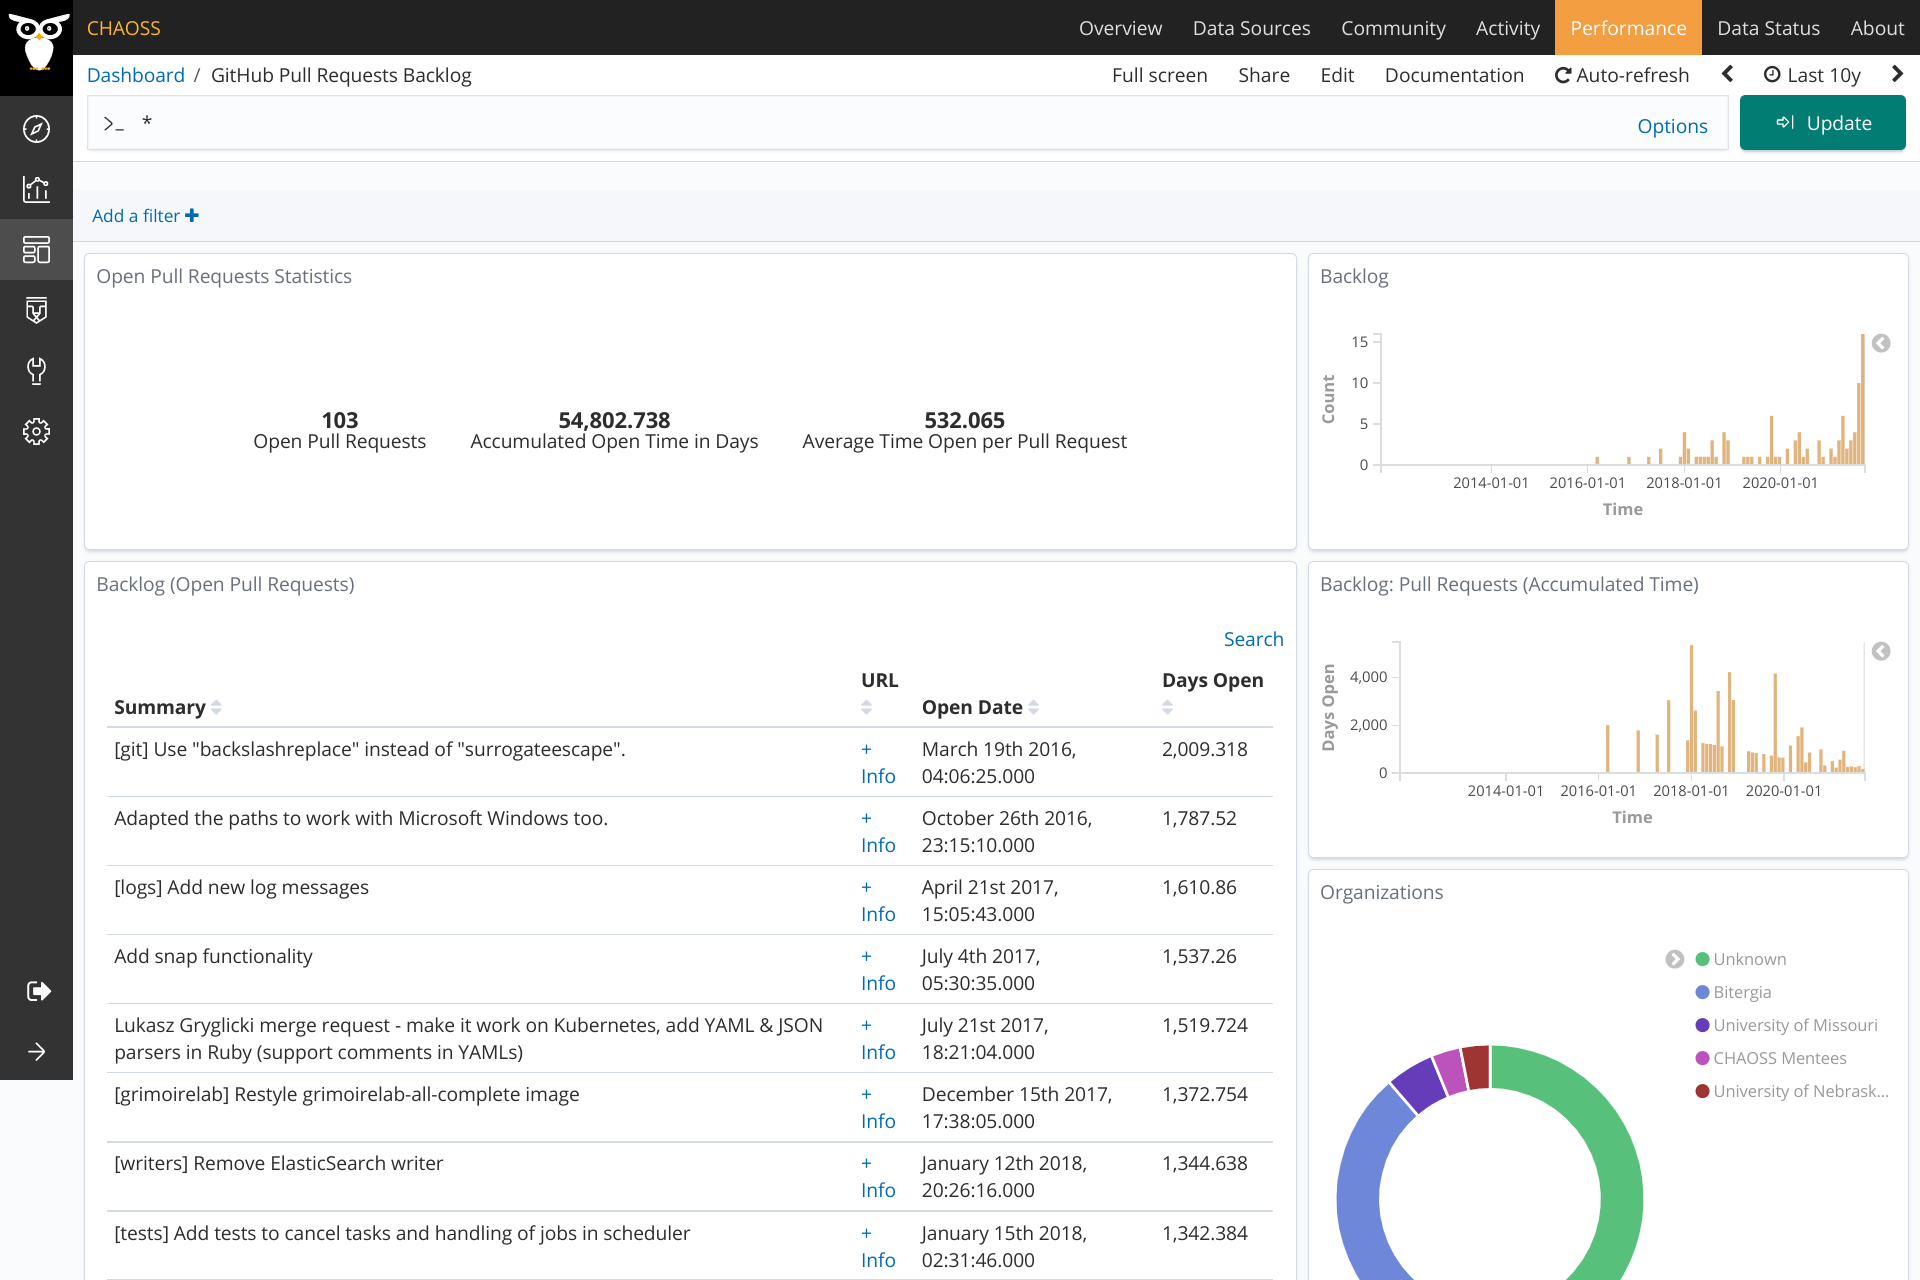 CHAOSS
Overview Data Sources Community Activity Performance Data Status About
Dashboard / GitHub Pull Requests Backlog
Full screen Share Edit Documentation Auto-refresh Last 10y
>_ *
Options
Update
Add a filter +
Open Pull Requests Statistics
103
Open Pull Requests
54,802.738
Accumulated Open Time in Days
532.065
Average Time Open per Pull Request
Backlog
Count
15
10
5
0
2014-01-01 2016-01-01 2018-01-01 2020-01-01
Time
Backlog (Open Pull Requests)
Search
Summary URL Open Date Days Open
[git] Use "backslashreplace" instead of "surrogateescape". + March 19th 2016, 2,009.318
Info 04:06:25.000
Adapted the paths to work with Microsoft Windows too. + October 26th 2016, 1,787.52
Info 23:15:10.000
[logs] Add new log messages + April 21st 2017, 1,610.86
Info 15:05:43.000
Add snap functionality + July 4th 2017, 1,537.26
Info 05:30:35.000
Lukasz Gryglicki merge request - make it work on Kubernetes, add YAML & JSON + July 21st 2017, 1,519.724
parsers in Ruby (support comments in YAMLs) Info 18:21:04.000
[grimoirelab] Restyle grimoirelab-all-complete image + December 15th 2017, 1,372.754
Info 17:38:05.000
[writers] Remove ElasticSearch writer + January 12th 2018, 1,344.638
Info 20:26:16.000
[tests] Add tests to cancel tasks and handling of jobs in scheduler + January 15th 2018, 1,342.384
Info 02:31:46.000
Backlog: Pull Requests (Accumulated Time)
Days Open
4,000
2,000
0
2014-01-01 2016-01-01 2018-01-01 2020-01-01
Time
Organizations
Unknown
Bitergia
University of Missouri
CHAOSS Mentees
University of Nebrask...